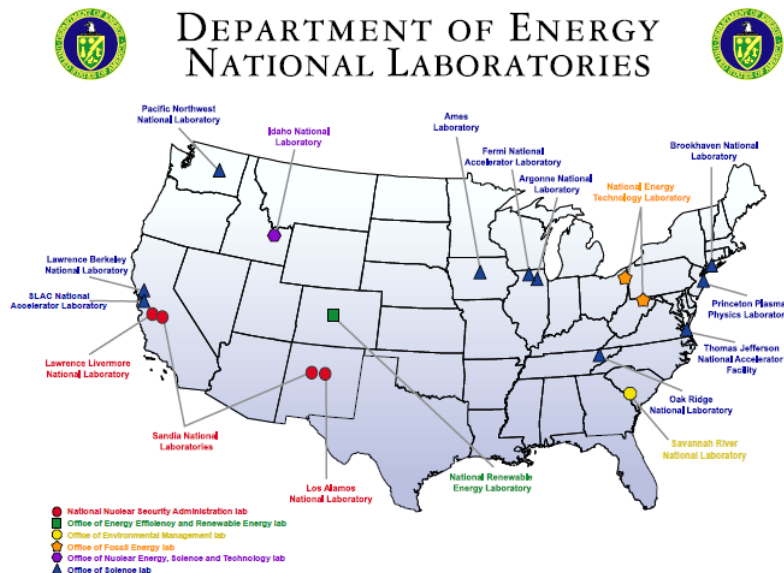 DEPARTMENT OF ENERGY
NATIONAL LABORATORIES
Pacific Northwest
National Laboratory
Idaho National
Laboratory
Ames
Laboratory
Fermi National
Accelerator Laboratory
Argonne National
Laboratory
Brookhaven National
Laboratory
National Energy
Technology Laboratory
Lawrence Berkeley
National Laboratory
SLAC National
Accelerator Laboratory
Lawrence Livermore
National Laboratory
Princeton Plasma
Physics Laborator
Thomas Jefferson
National Accelerator
Facility
Oak Ridge
National Laboratory
Savannah River
National Laboratory
Sandia National
Laboratories
Los Alamos
National Laboratory
National Renewable
Energy Laboratory
National Nuclear Security Administration lab
Office of Energy Efficiency and Renewable Energy lab
Office of Environmental Management lab
Office of Fossil Energy lab
Office of Nuclear Energy, Science and Technology lab
Office of Science lab